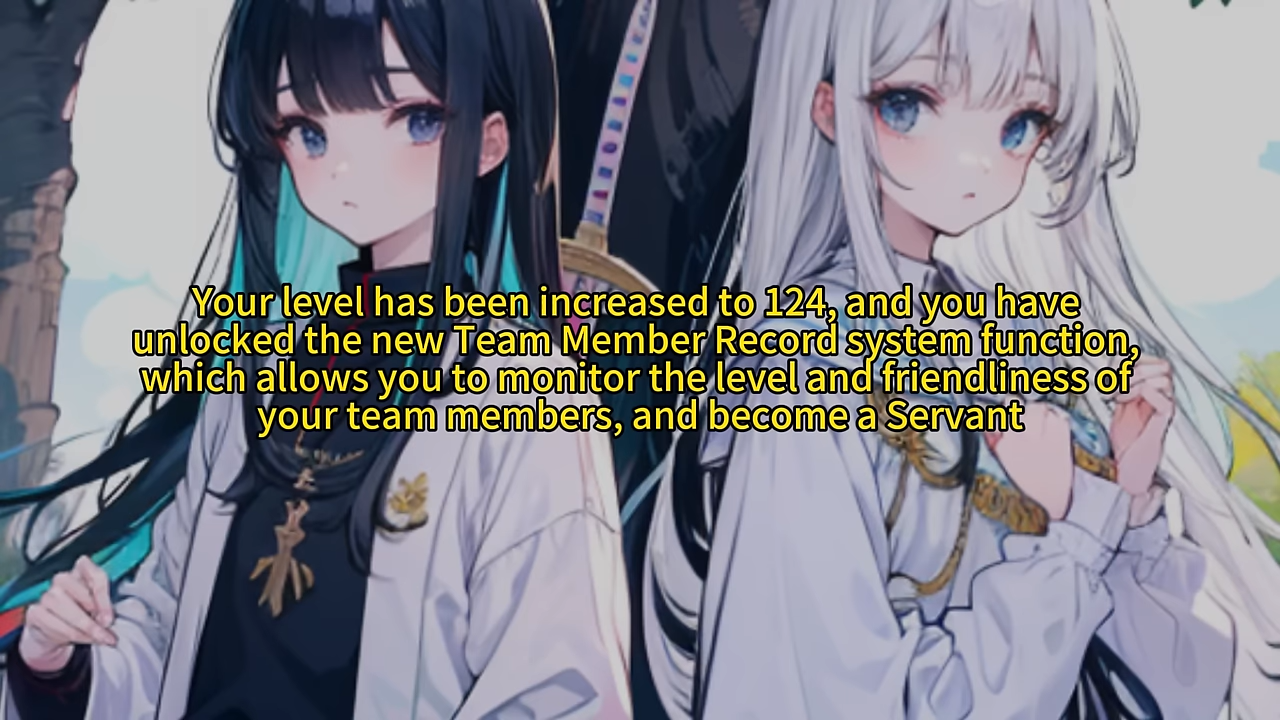 Your level has been increased to 124, and you have
unlocked the new Team Member Record system function,
which allows you to monitor the level and friendliness of
your team members, and become a Servant